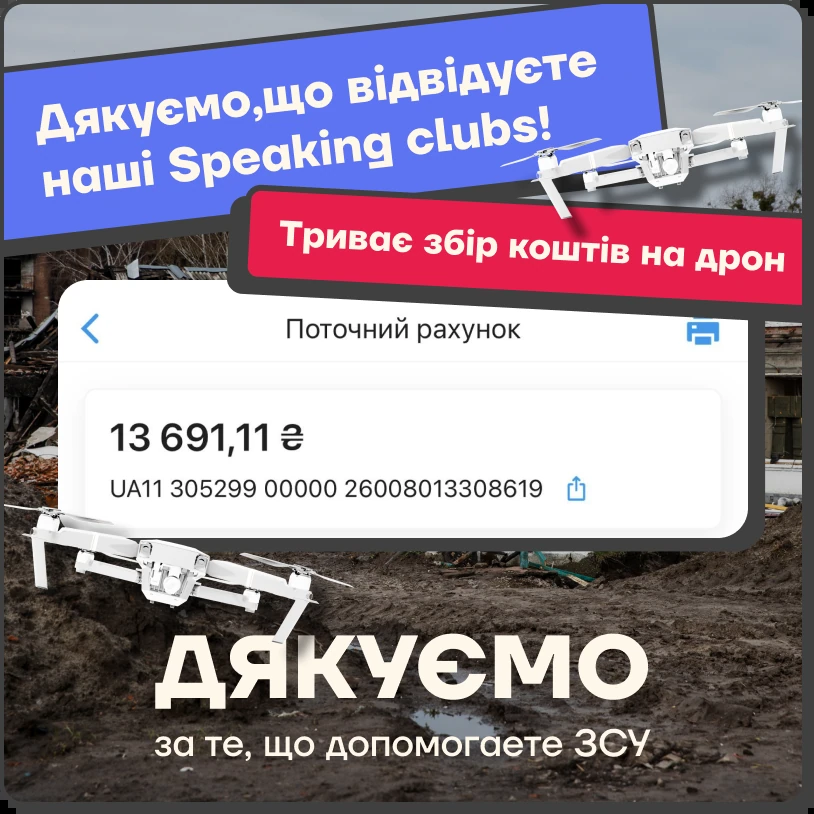 Дякуємо,що відвідуєте
наші Speaking clubs!
Триває збір коштів на дрон
Поточний рахунок
13 691,11 ₴
UA11 305299 00000 26008013308619
ДЯКУЄМО
за те, що допомогаете ЗСУ